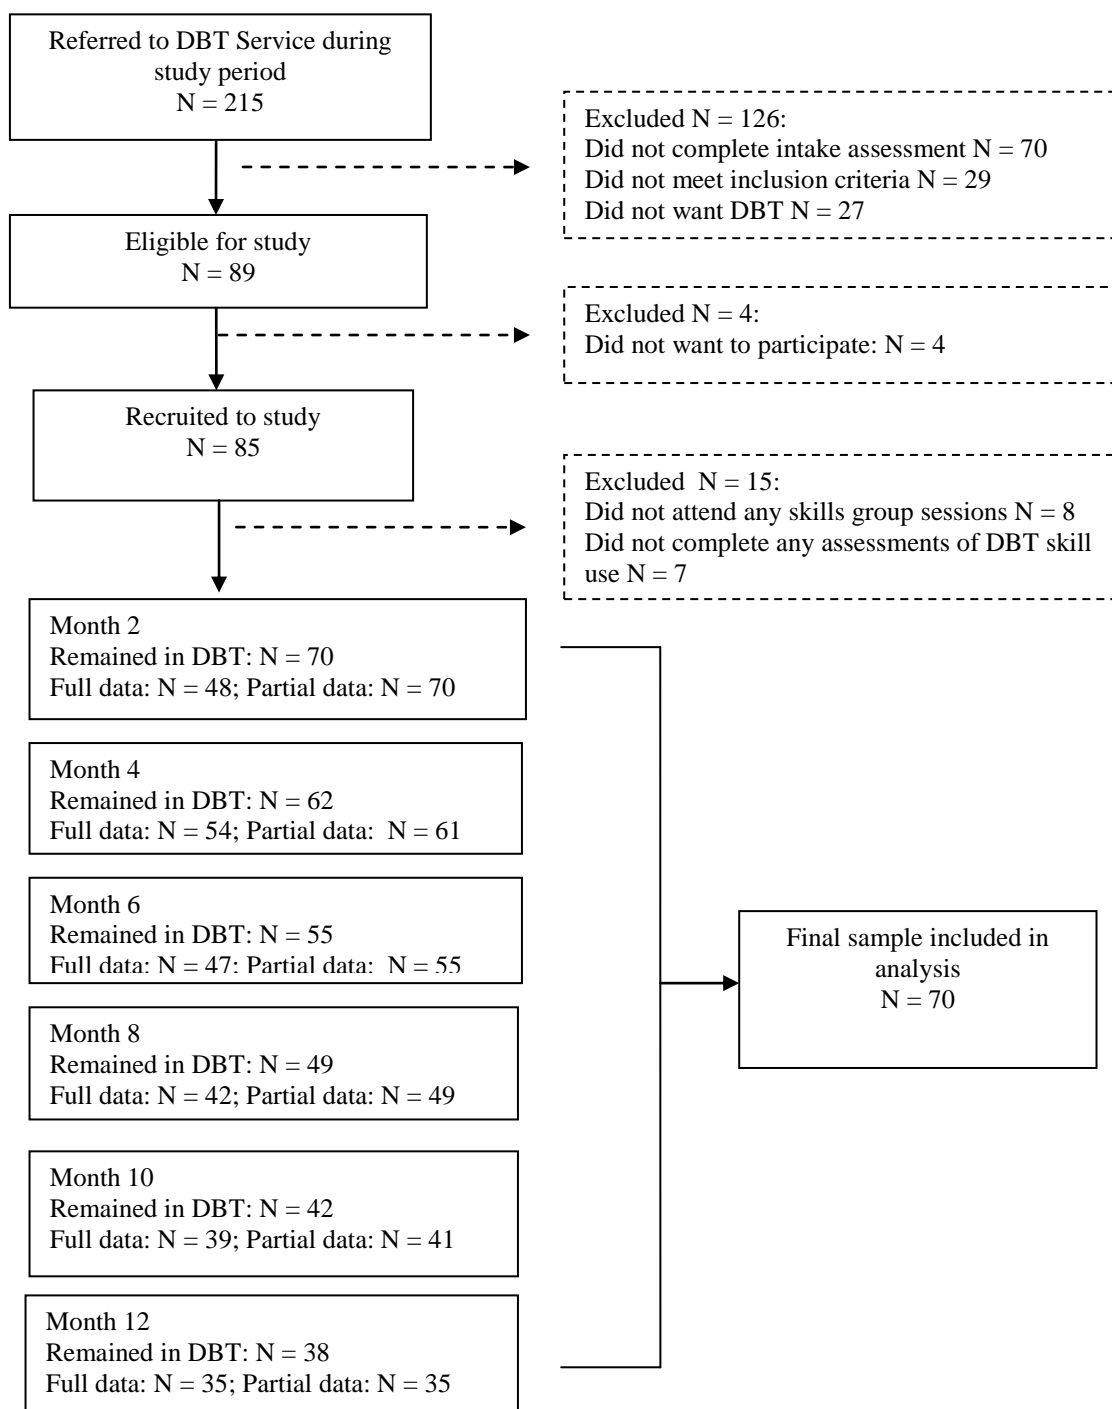 Referred to DBT Service during
study period
N = 215
Excluded N = 126:
Did not complete intake assessment N = 70
Did not meet inclusion criteria N = 29
Did not want DBT N = 27
Eligible for study
N = 89
Excluded N = 4:
Did not want to participate: N = 4
Recruited to study
N = 85
Excluded  N = 15:
Did not attend any skills group sessions N = 8
Did not complete any assessments of DBT skill
use N = 7
Month 2
Remained in DBT: N = 70
Full data: N = 48; Partial data: N = 70
Month 4
Remained in DBT: N = 62
Full data: N = 54; Partial data:  N = 61
Month 6
Remained in DBT: N = 55
Full data: N = 47; Partial data:  N = 55
Final sample included in
analysis
N = 70
Month 8
Remained in DBT: N = 49
Full data: N = 42; Partial data: N = 49
Month 10
Remained in DBT: N = 42
Full data: N = 39; Partial data: N = 41
Month 12
Remained in DBT: N = 38
Full data: N = 35; Partial data: N = 35